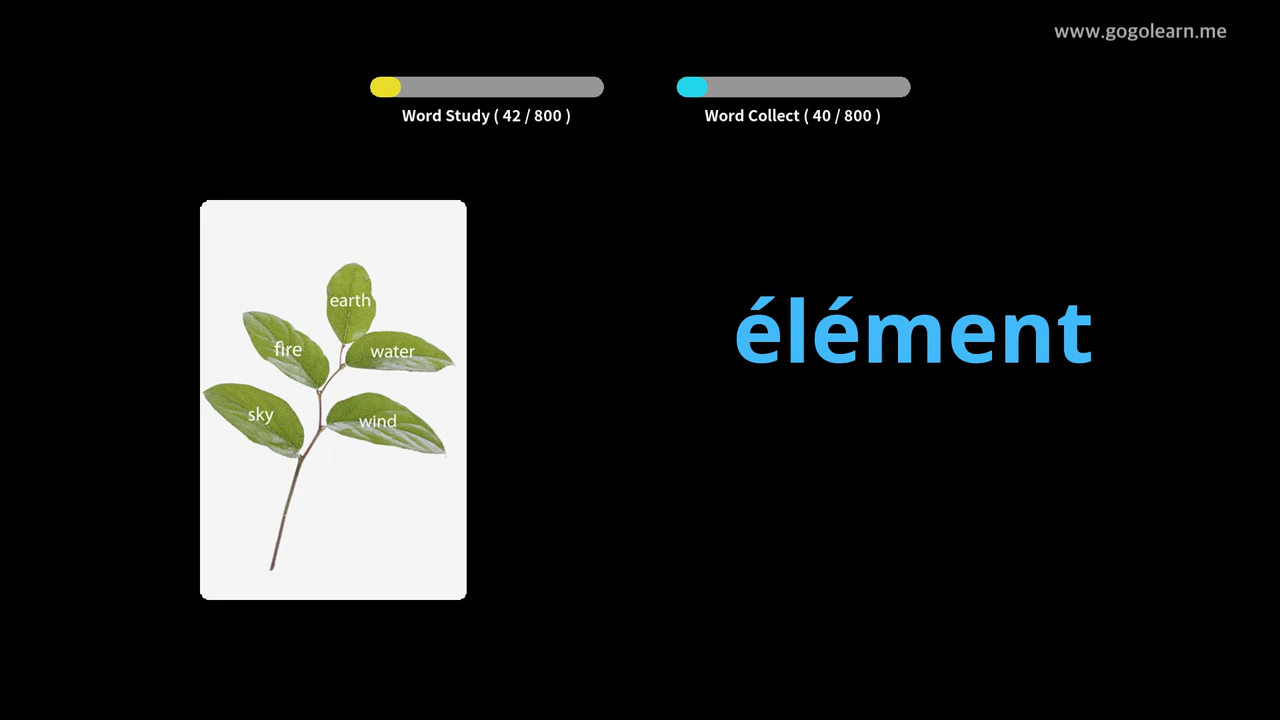 www.gogolearn.me
Word Study ( 42 / 800 )
Word Collect ( 40 / 800 )
earth
fire
water
sky
wind
élément